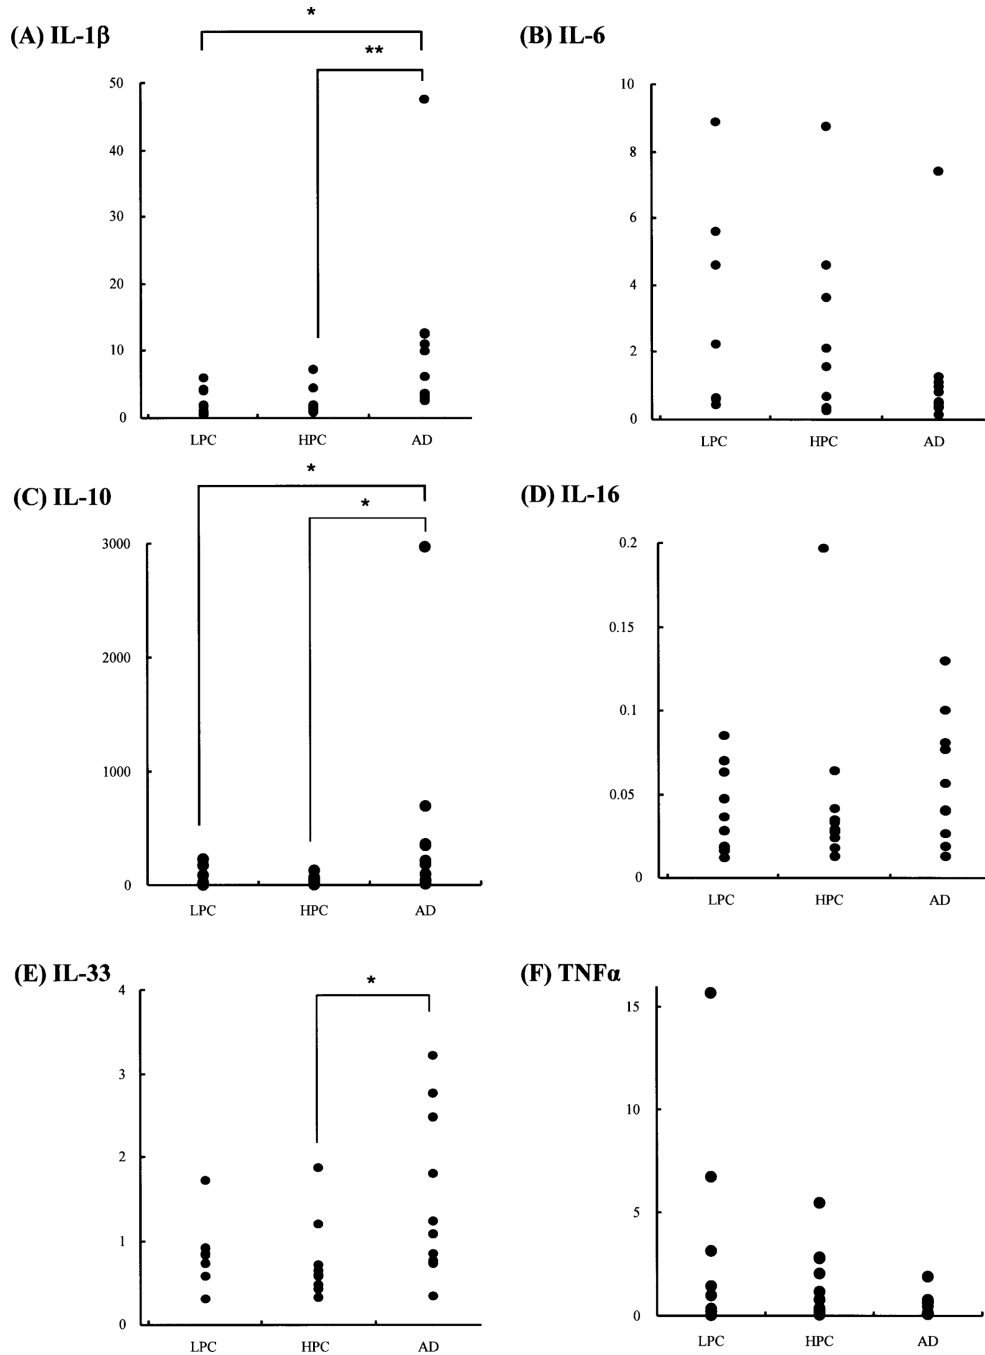 (A) IL-1β
*
**
50
40
30
20
10
0
LPC HPC AD
(B) IL-6
10
8
6
4
2
0
LPC HPC AD
(C) IL-10
*
*
3000
2000
1000
0
LPC HPC AD
(D) IL-16
0.2
0.15
0.1
0.05
0
LPC HPC AD
(E) IL-33
*
4
3
2
1
0
LPC HPC AD
(F) TNFα
15
10
5
0
LPC HPC AD